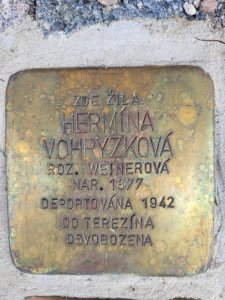 ZDE ŽILA
HERMÍNA
VOHRYZKOVÁ
ROZ. WEINEROVÁ
NAR. 1877
DEPORTOVÁNA 1942
DO TEREZÍNA
OSVOBOZENA